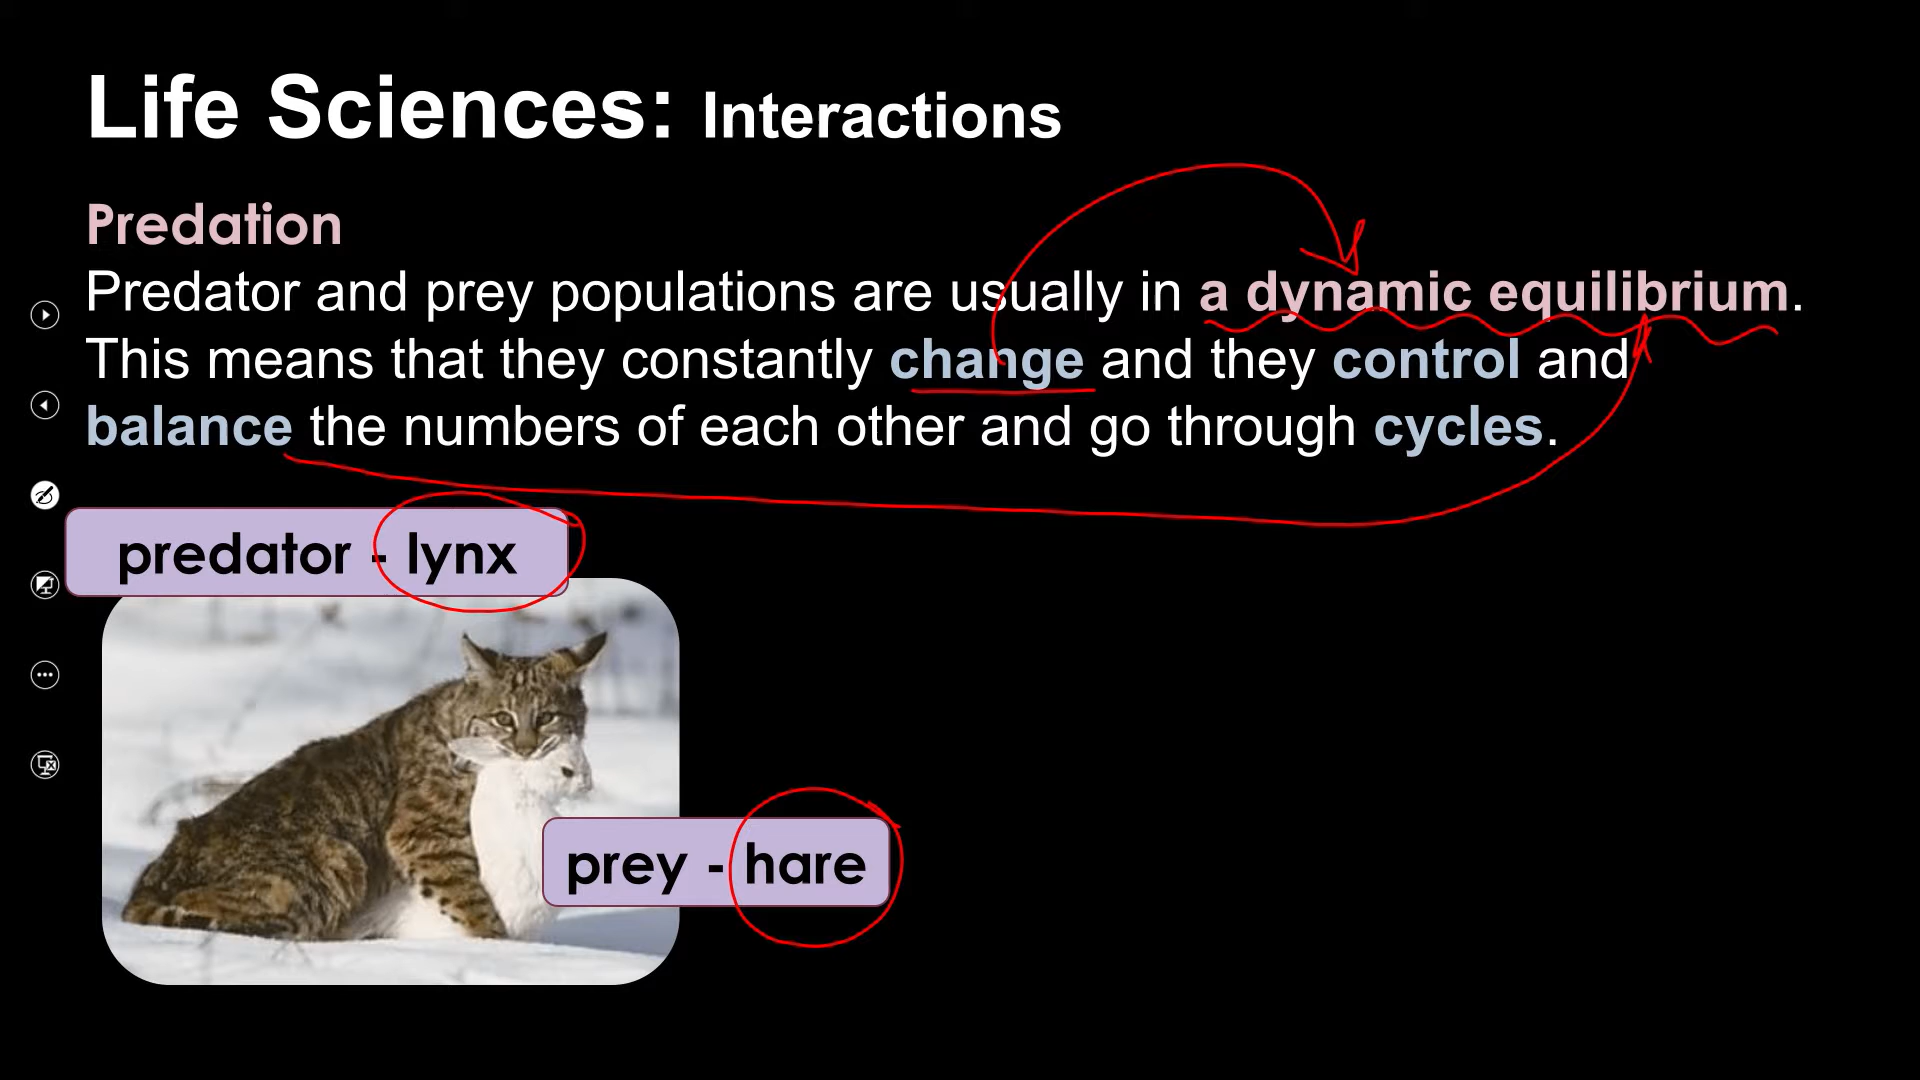 Life Sciences: Interactions
Predation
Predator and prey populations are usually in a dynamic equilibrium.
This means that they constantly change and they control and
balance the numbers of each other and go through cycles.
predator - lynx
prey - hare